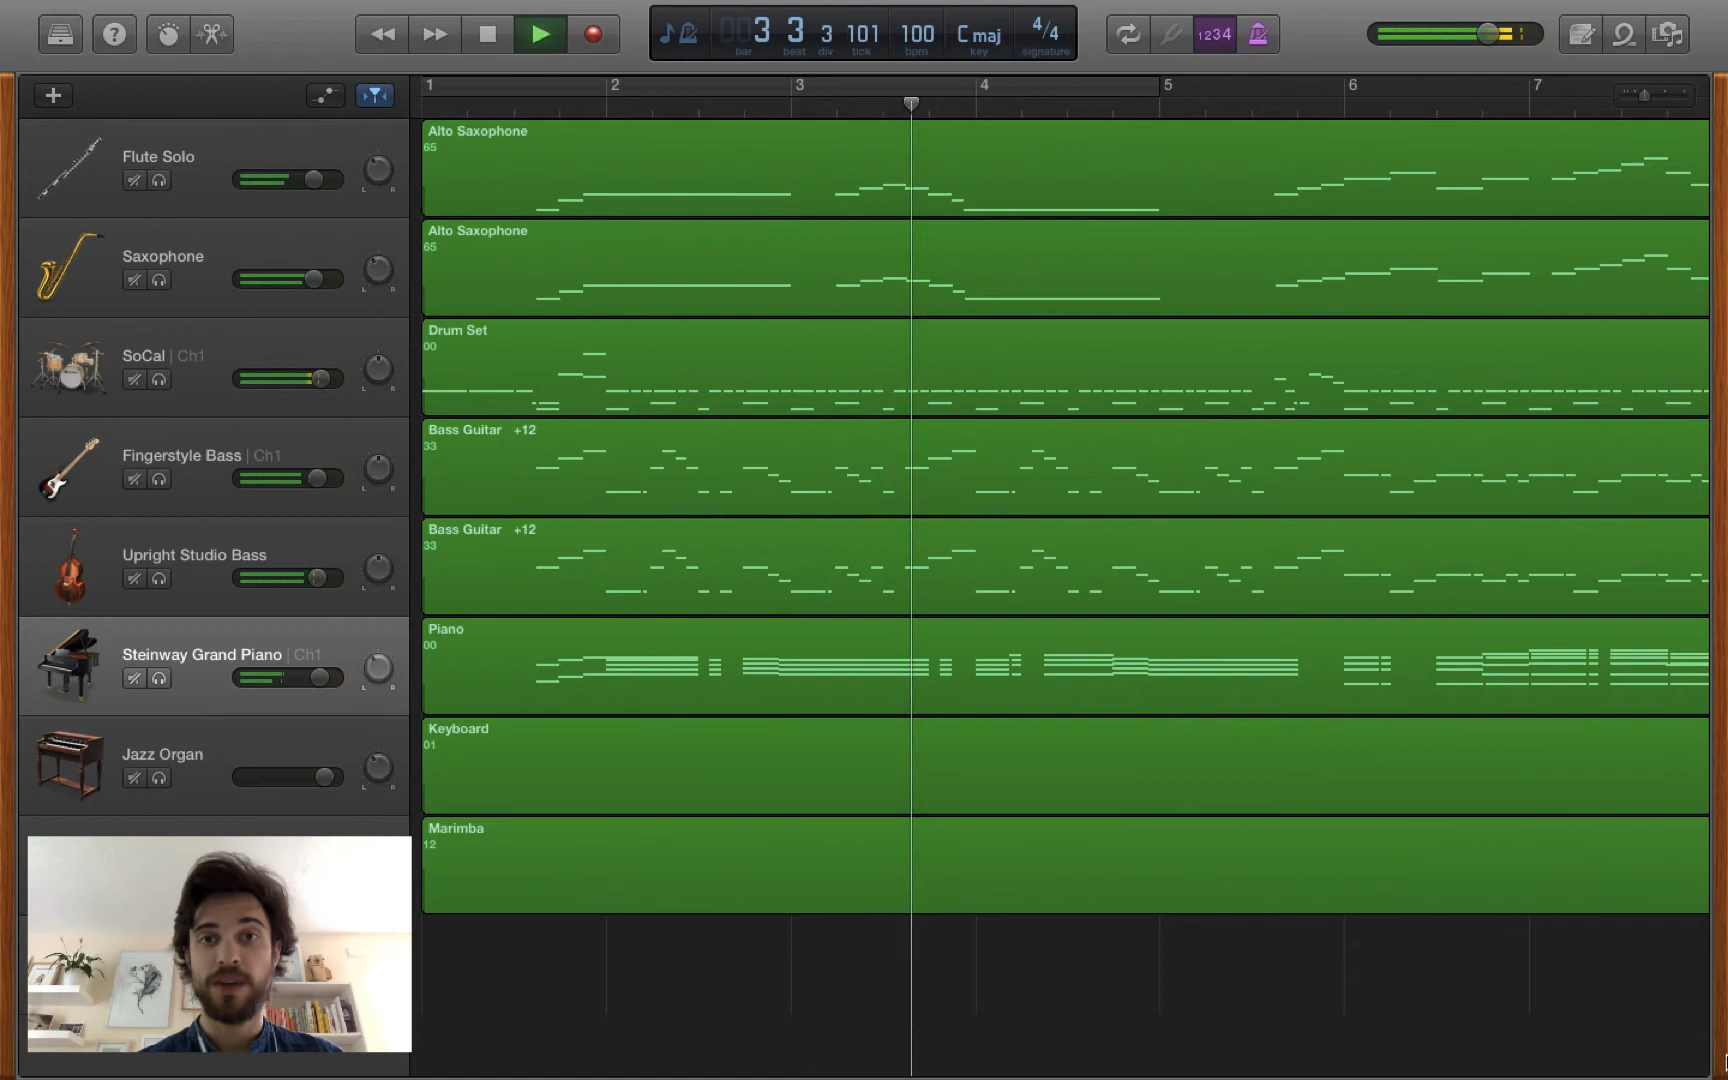 3 3 3 101 100 C maj 4/4
bar beat div tick bpm key signature
1234
1 2 3 4 5 6 7
Flute Solo
L R
Alto Saxophone
65
Saxophone
L R
Alto Saxophone
65
SoCal | Ch1
L R
Drum Set
00
Fingerstyle Bass | Ch1
L R
Bass Guitar +12
33
Upright Studio Bass
L R
Bass Guitar +12
33
Steinway Grand Piano | Ch1
L R
Piano
00
Jazz Organ
L R
Keyboard
01
Marimba
12